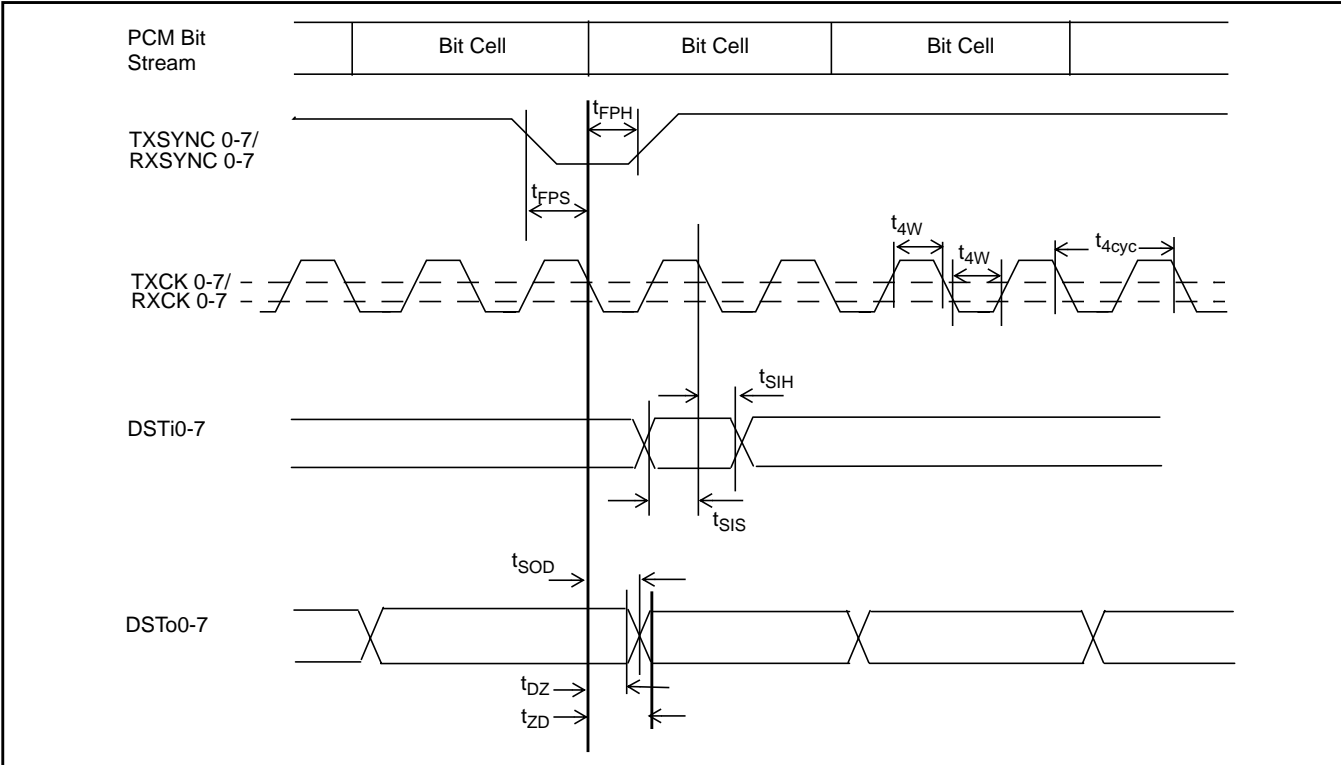 PCM Bit
Stream
Bit Cell
Bit Cell
Bit Cell
TXSYNC 0-7/
RXSYNC 0-7
tFPH
tFPS
TXCK 0-7/
RXCK 0-7
t4W
t4W
t4cyc
DSTi0-7
tSIH
tSIS
tSOD
DSTo0-7
tDZ
tZD